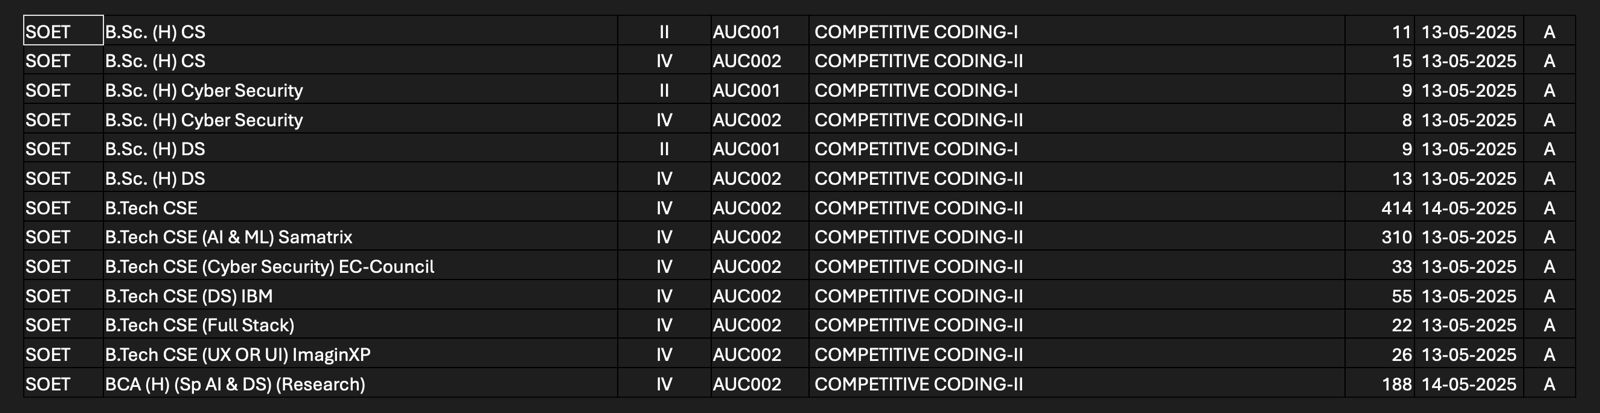 SOET B.Sc. (H) CS II AUC001 COMPETITIVE CODING-I 11 13-05-2025 A
SOET B.Sc. (H) CS IV AUC002 COMPETITIVE CODING-II 15 13-05-2025 A
SOET B.Sc. (H) Cyber Security II AUC001 COMPETITIVE CODING-I 9 13-05-2025 A
SOET B.Sc. (H) Cyber Security IV AUC002 COMPETITIVE CODING-II 8 13-05-2025 A
SOET B.Sc. (H) DS II AUC001 COMPETITIVE CODING-I 9 13-05-2025 A
SOET B.Sc. (H) DS IV AUC002 COMPETITIVE CODING-II 13 13-05-2025 A
SOET B.Tech CSE IV AUC002 COMPETITIVE CODING-II 414 14-05-2025 A
SOET B.Tech CSE (AI & ML) Samatrix IV AUC002 COMPETITIVE CODING-II 310 13-05-2025 A
SOET B.Tech CSE (Cyber Security) EC-Council IV AUC002 COMPETITIVE CODING-II 33 13-05-2025 A
SOET B.Tech CSE (DS) IBM IV AUC002 COMPETITIVE CODING-II 55 13-05-2025 A
SOET B.Tech CSE (Full Stack) IV AUC002 COMPETITIVE CODING-II 22 13-05-2025 A
SOET B.Tech CSE (UX OR UI) ImaginXP IV AUC002 COMPETITIVE CODING-II 26 13-05-2025 A
SOET BCA (H) (Sp AI & DS) (Research) IV AUC002 COMPETITIVE CODING-II 188 14-05-2025 A